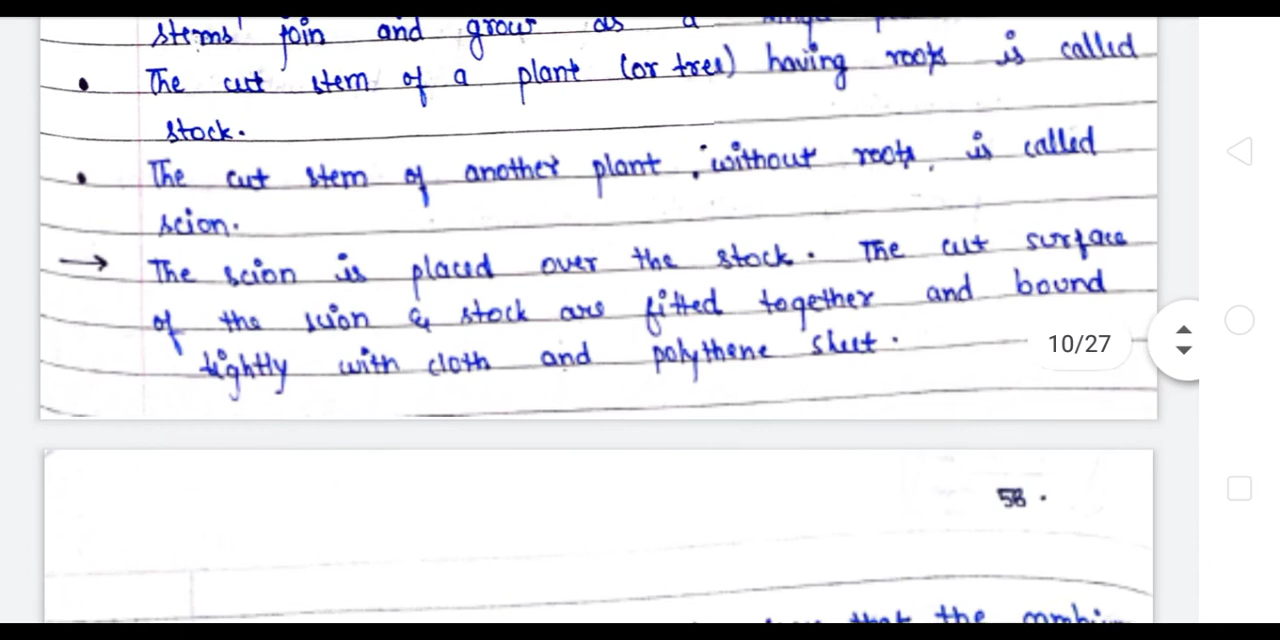 stems' join and grow as a
• The cut stem of a plant (or tree) having roots is called
stock.
• The cut stem of another plant, without roots, is called
scion.
→ The scion is placed over the stock. The cut surface
of the scion & stock are fitted together and bound
tightly with cloth and polythene sheet.
10/27
58.
that the